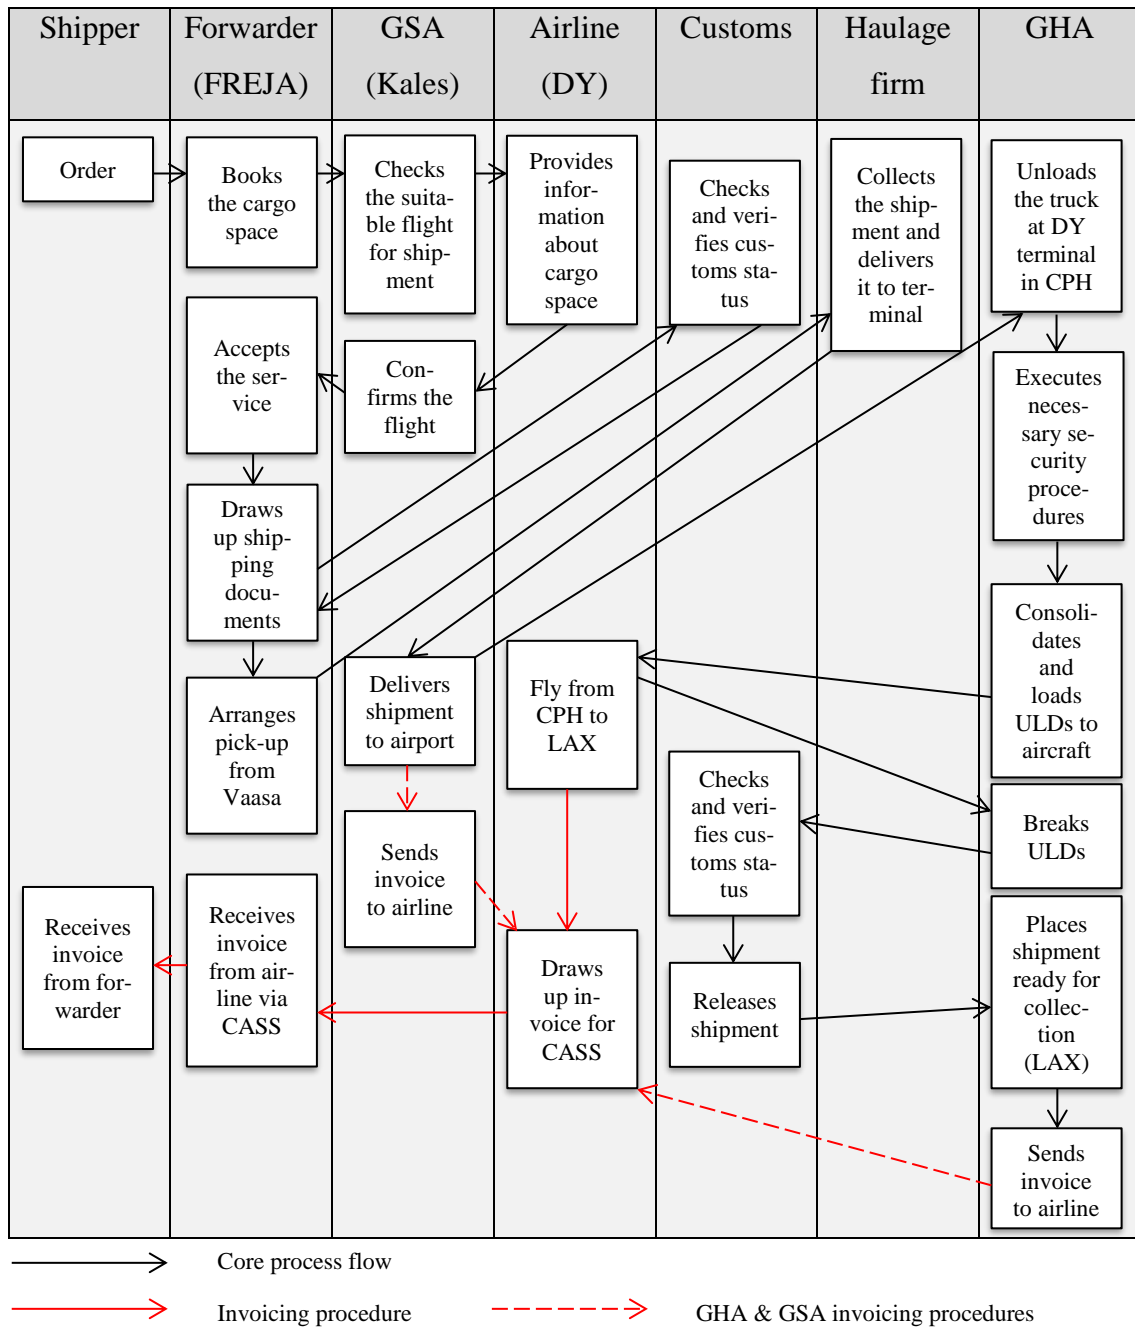 Shipper
Forwarder
(FREJA)
GSA
(Kales)
Airline
(DY)
Customs
Haulage
firm
GHA
Order
Books
the cargo
space
Checks
the suita-
ble flight
for ship-
ment
Provides
infor-
mation
about
cargo
space
Checks
and veri-
fies cus-
toms sta-
tus
Collects
the ship-
ment and
delivers
it to ter-
minal
Unloads
the truck
at DY
terminal
in CPH
Accepts
the ser-
vice
Con-
firms the
flight
Executes
neces-
sary se-
curity
proce-
dures
Draws
up ship-
ping
docu-
ments
Consoli-
dates
and
loads
ULDs to
aircraft
Arranges
pick-up
from
Vaasa
Delivers
shipment
to airport
Fly from
CPH to
LAX
Checks
and veri-
fies cus-
toms sta-
tus
Breaks
ULDs
Sends
invoice
to airline
Receives
invoice
from for-
warder
Receives
invoice
from air-
line via
CASS
Draws
up in-
voice for
CASS
Releases
shipment
Places
shipment
ready for
collec-
tion
(LAX)
Sends
invoice
to airline
Core process flow
Invoicing procedure
GHA & GSA invoicing procedures